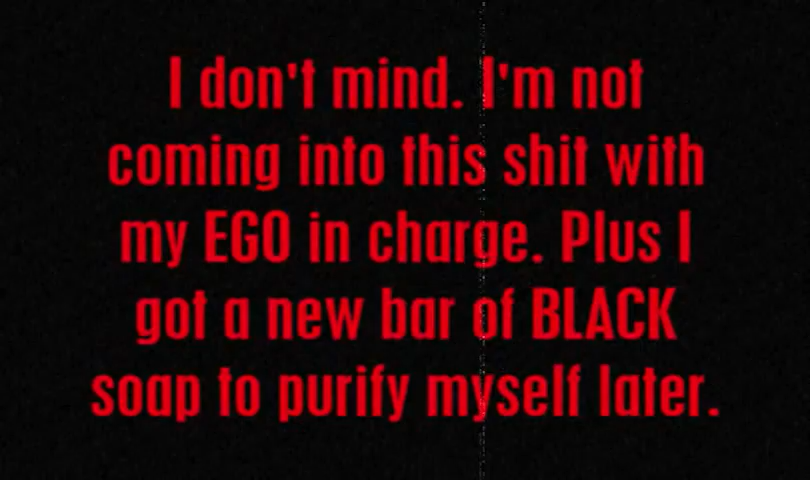 I don't mind. I'm not
coming into this shit with
my EGO in charge. Plus I
got a new bar of BLACK
soap to purify myself later.